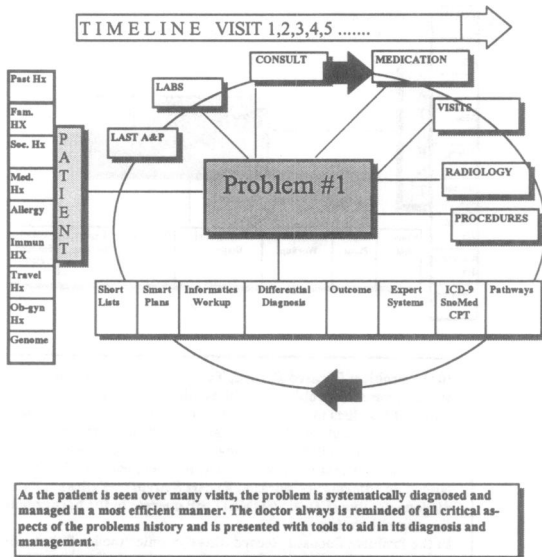 TIMELINE VISIT 1,2,3,4,5 .......
CONSULT
MEDICATION
LABS
VISITS
LAST A&P
RADIOLOGY
PROCEDURES
Past Hx
Fam.
HX
Soc. Hx
Med.
Hx
Allergy
Immun
HX
Travel
Hx
Ob-gyn
Hx
Genome
PATIENT
Problem #1
Short
Lists
Smart
Plans
Informatics
Workup
Differential
Diagnosis
Outcome
Expert
Systems
ICD-9
SnoMed
CPT
Pathways
As the patient is seen over many visits, the problem is systematically diagnosed and
managed in a most efficient manner. The doctor always is reminded of all critical as-
pects of the problems history and is presented with tools to aid in its diagnosis and
management.